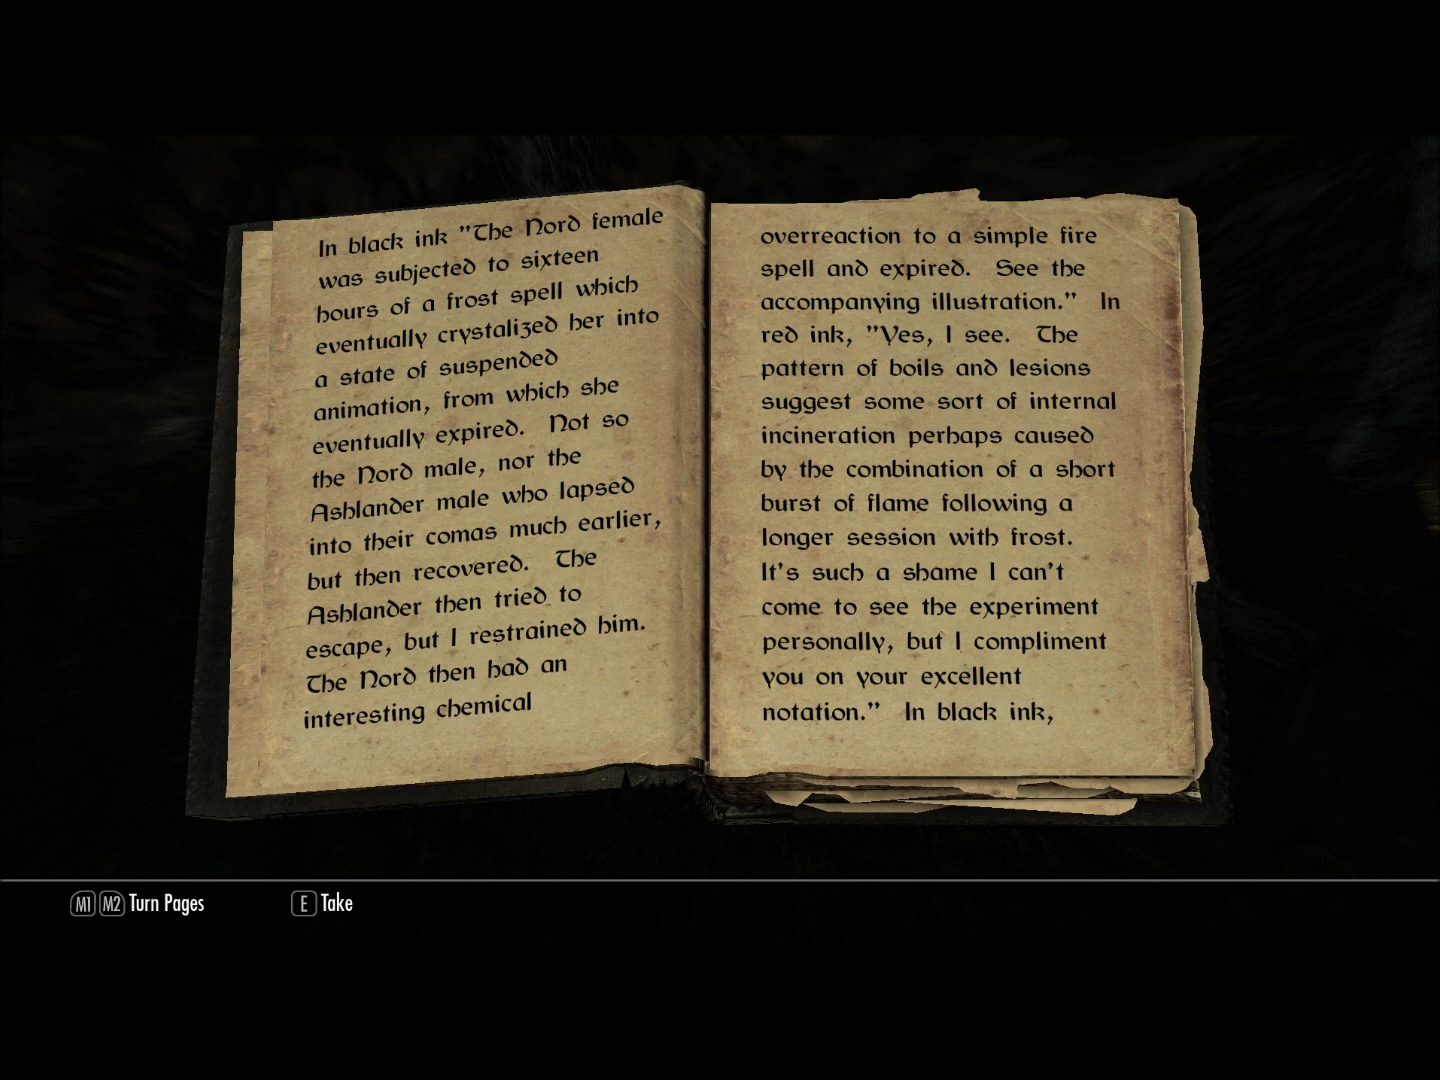 In black ink "The Nord female
was subjected to sixteen
hours of a frost spell which
eventually crystalized her into
a state of suspended
animation, from which she
eventually expired.  Not so
the Nord male, nor the
Ashlander male who lapsed
into their comas much earlier,
but then recovered.  The
Ashlander then tried to
escape, but I restrained him.
The Nord then had an
interesting chemical
overreaction to a simple fire
spell and expired.  See the
accompanying illustration."  In
red ink, "Yes, I see.  The
pattern of boils and lesions
suggest some sort of internal
incineration perhaps caused
by the combination of a short
burst of flame following a
longer session with frost.
It's such a shame I can't
come to see the experiment
personally, but I compliment
you on your excellent
notation."  In black ink,
M1 M2 Turn Pages
E Take